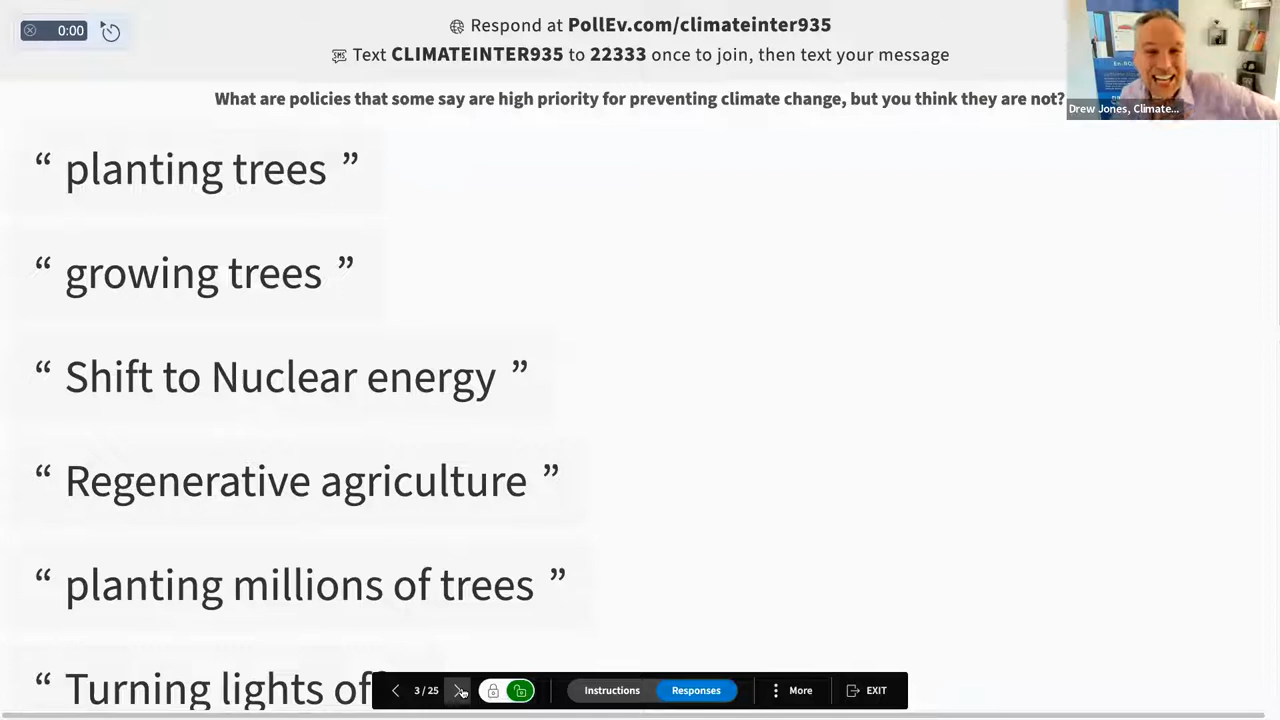 0:00
Respond at PollEv.com/climateinter935
Text CLIMATEINTER935 to 22333 once to join, then text your message
What are policies that some say are high priority for preventing climate change, but you think they are not?
Drew Jones, Climate...
“ planting trees ”
“ growing trees ”
“ Shift to Nuclear energy ”
“ Regenerative agriculture ”
“ planting millions of trees ”
“ Turning lights of
3 / 25
Instructions
Responses
More
EXIT